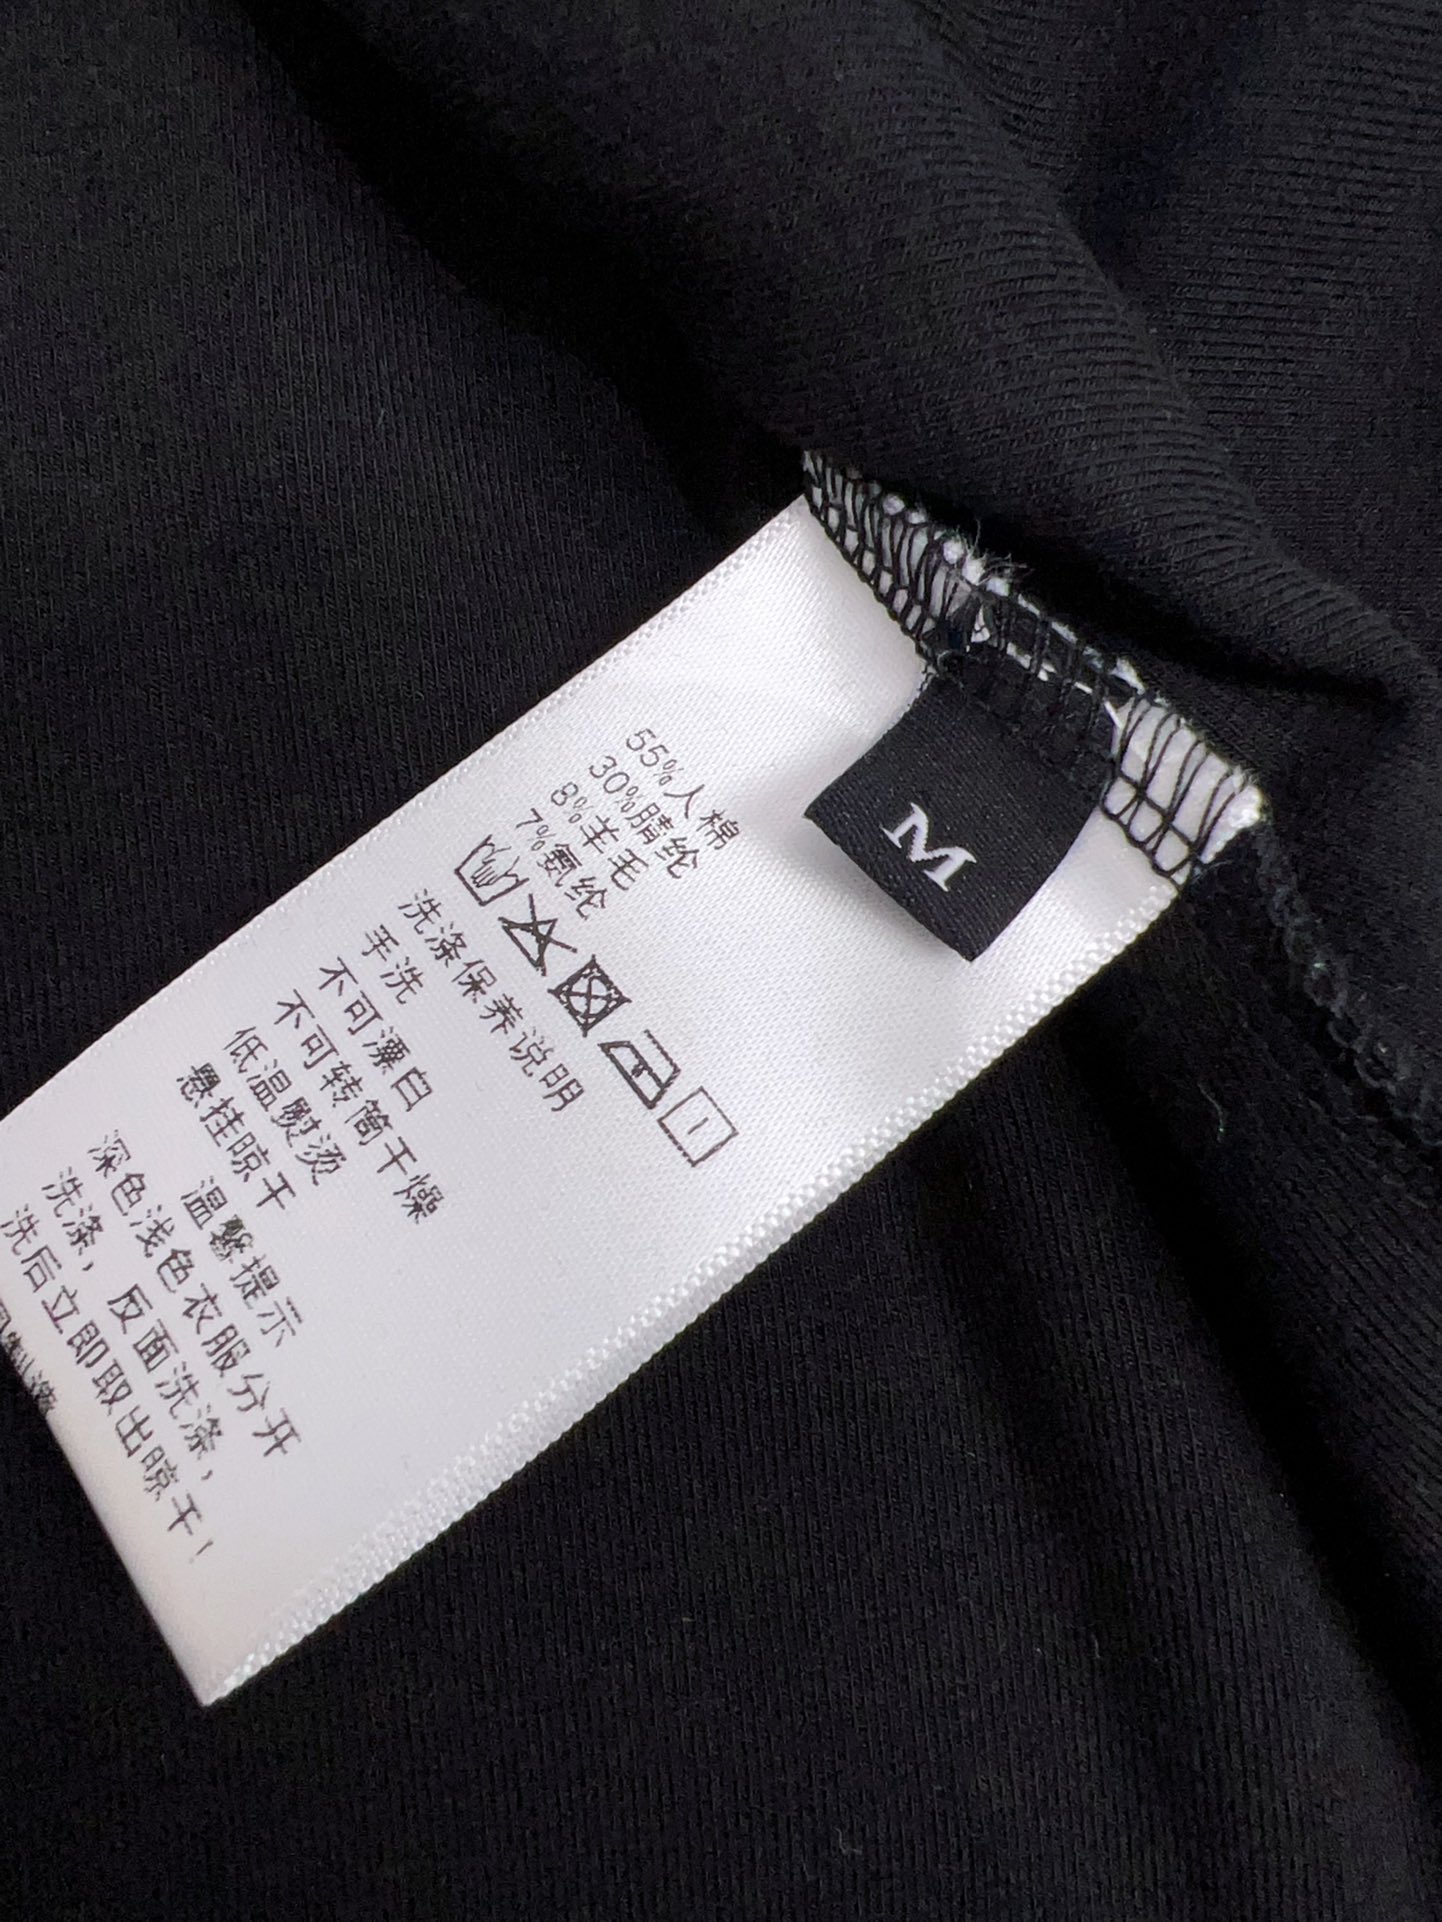 M
55%人棉
30%腈纶
8%羊毛
7%氨纶
洗涤保养说明
手洗
不可漂白
不可转筒干燥
低温熨烫
悬挂晾干
温馨提示
深色浅色衣服分开
洗涤，反面洗涤，
洗后立即取出晾干！